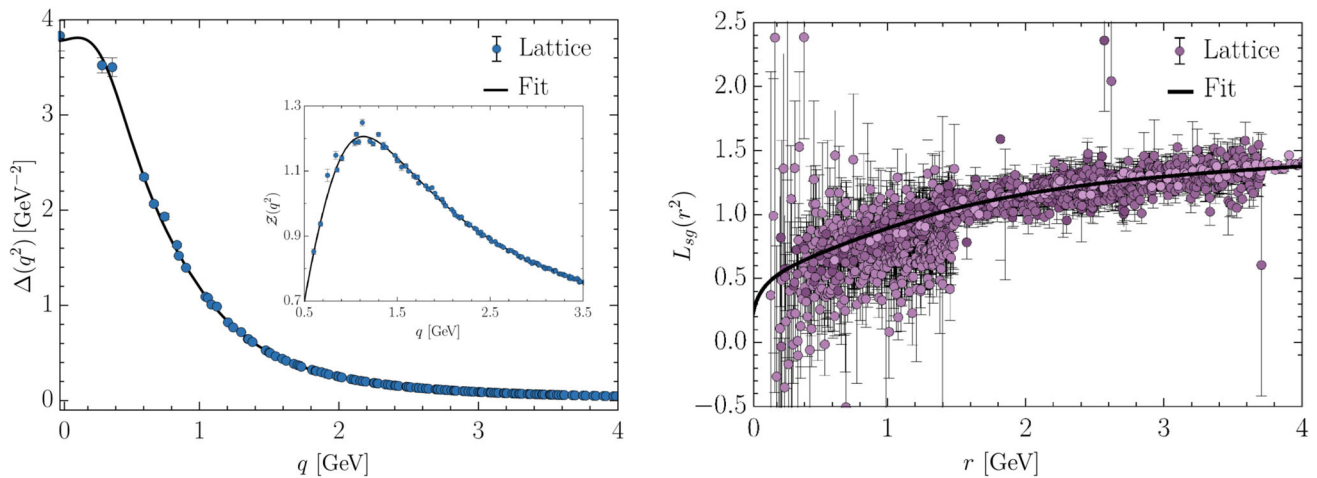 4
3
2
1
0
Δ(q²) [GeV⁻²]
Lattice
Fit
1.3
1.1
0.9
0.7
Z(q²)
0.5 1.5 2.5 3.5
q [GeV]
0 1 2 3 4
q [GeV]
2.5
2.0
1.5
1.0
0.5
0.0
−0.5
L_{sg}(r²)
Lattice
Fit
0 1 2 3 4
r [GeV]